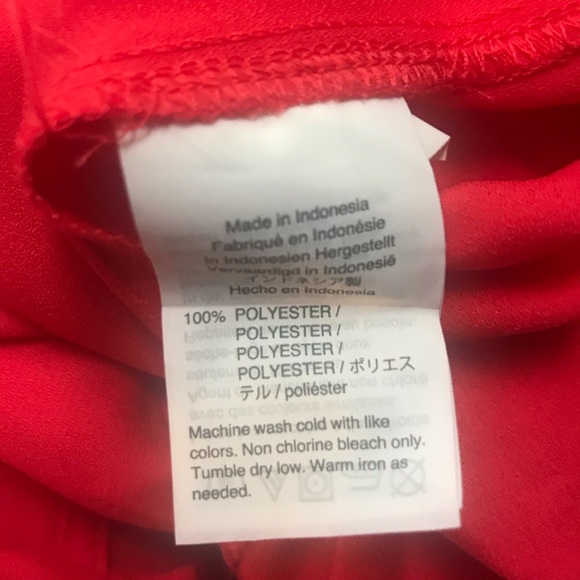 Made in Indonesia
Fabriqué en Indonésie
In Indonesien Hergestellt
Vervaardigd in Indonesië
インドネシア製
Hecho en Indonesia
100% POLYESTER /
POLYESTER /
POLYESTER /
POLYESTER / ポリエス
テル / poliéster
Machine wash cold with like
colors. Non chlorine bleach only.
Tumble dry low. Warm iron as
needed.